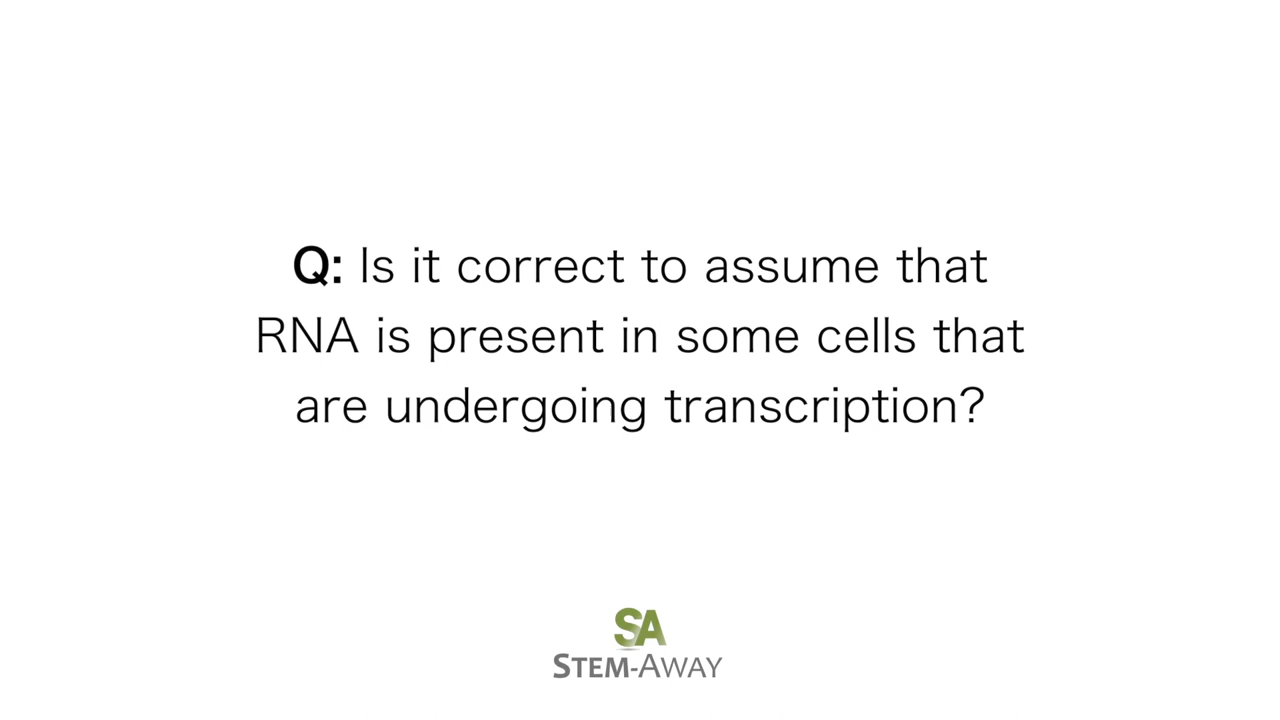 Q: Is it correct to assume that
RNA is present in some cells that
are undergoing transcription?
SA
STEM-AWAY